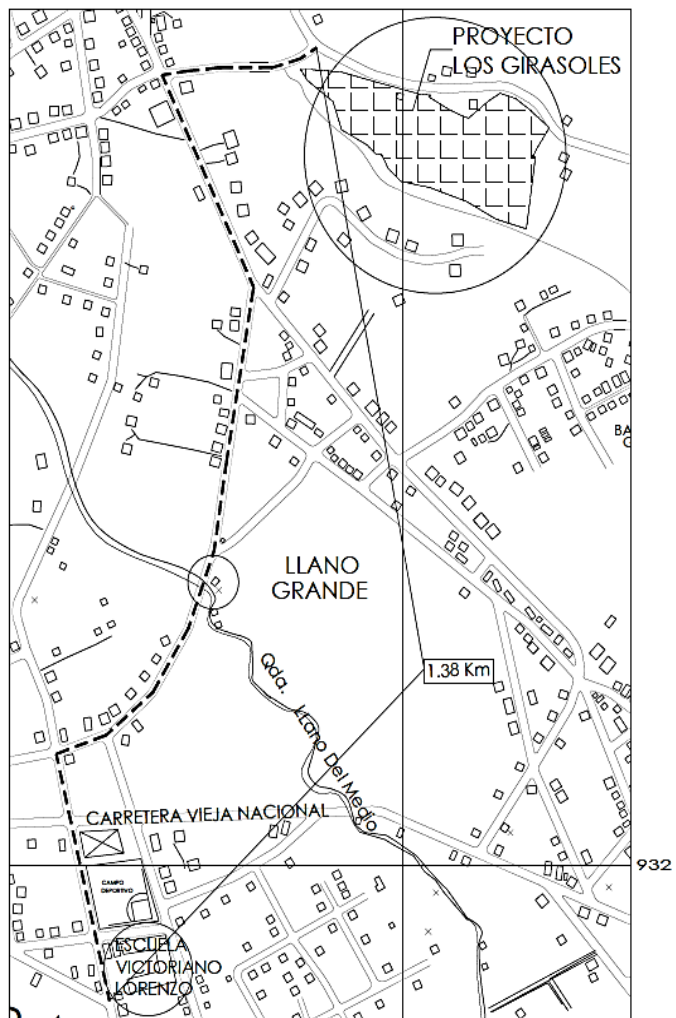 PROYECTO
LOS GIRASOLES
BA
LLANO
GRANDE
1.38 Km
Qda. Llano Del Medio
CARRETERA VIEJA NACIONAL
932
CAMPO
DEPORTIVO
ESCUELA
VICTORIANO
LORENZO